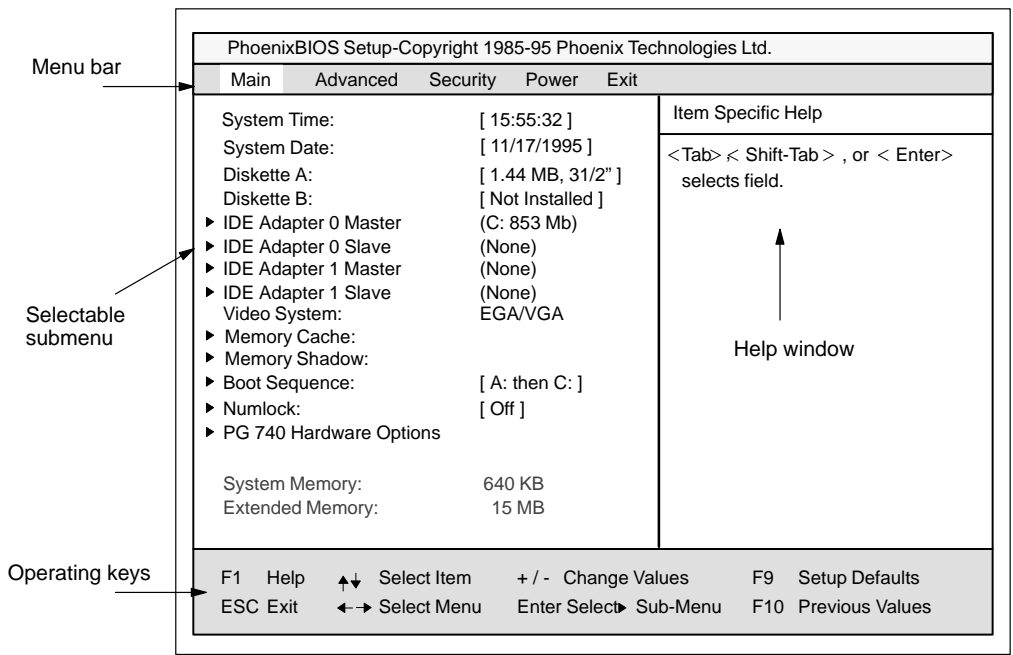 PhoenixBIOS Setup-Copyright 1985-95 Phoenix Technologies Ltd.
Menu bar
Main Advanced Security Power Exit
System Time: [ 15:55:32 ]
System Date: [ 11/17/1995 ]
Diskette A: [ 1.44 MB, 31/2" ]
Diskette B: [ Not Installed ]
▶ IDE Adapter 0 Master (C: 853 Mb)
▶ IDE Adapter 0 Slave (None)
▶ IDE Adapter 1 Master (None)
▶ IDE Adapter 1 Slave (None)
Video System: EGA/VGA
▶ Memory Cache:
▶ Memory Shadow:
▶ Boot Sequence: [ A: then C: ]
▶ Numlock: [ Off ]
▶ PG 740 Hardware Options
System Memory: 640 KB
Extended Memory: 15 MB
Item Specific Help
<Tab>, < Shift-Tab > , or < Enter>
selects field.
Help window
Selectable
submenu
Operating keys
F1 Help ↑↓ Select Item + / - Change Values F9 Setup Defaults
ESC Exit ←→ Select Menu Enter Select▶ Sub-Menu F10 Previous Values